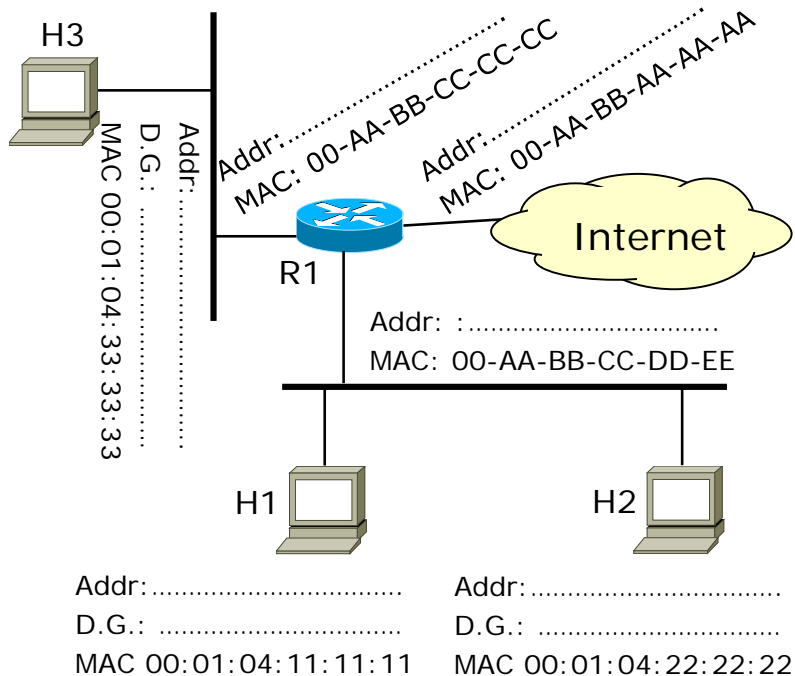 H3
Addr:..................................
MAC: 00-AA-BB-CC-CC-CC
Addr:..................................
MAC: 00-AA-BB-AA-AA-AA
Addr:..................................
D.G.: .................................
MAC 00:01:04:33:33:33
Internet
R1
Addr: :..................................
MAC: 00-AA-BB-CC-DD-EE
H1
H2
Addr:..................................
D.G.: .................................
MAC 00:01:04:11:11:11
Addr:..................................
D.G.: .................................
MAC 00:01:04:22:22:22